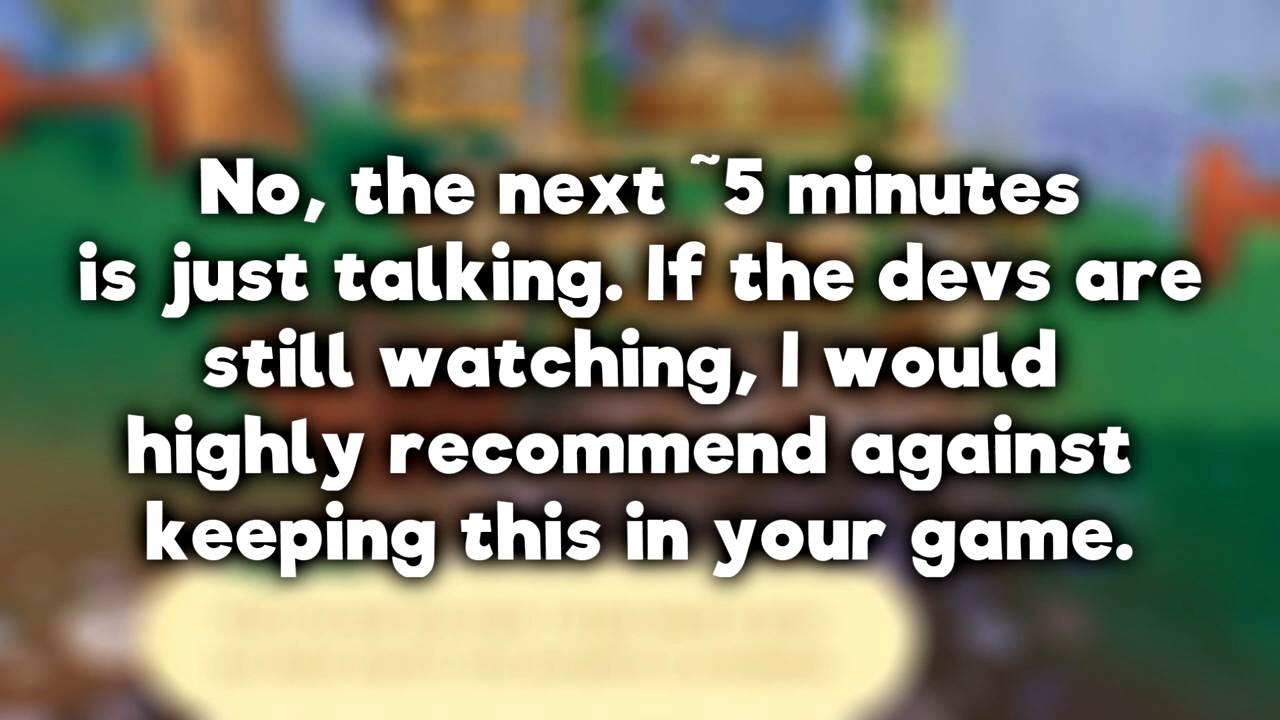 No, the next ~5 minutes
is just talking. If the devs are
still watching, I would
highly recommend against
keeping this in your game.